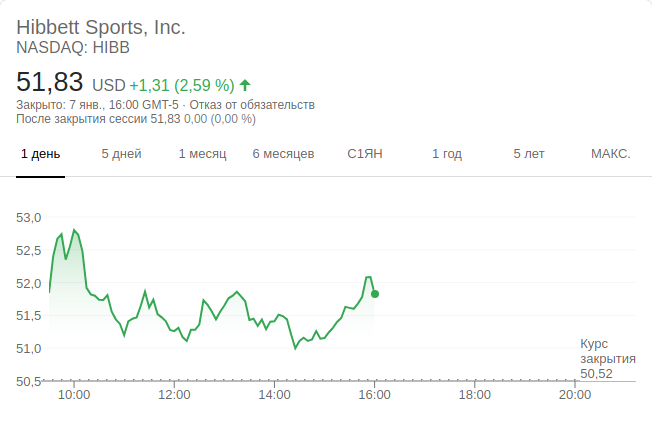 Hibbett Sports, Inc.
NASDAQ: HIBB
51,83 USD +1,31 (2,59 %)
Закрыто: 7 янв., 16:00 GMT-5 · Отказ от обязательств
После закрытия сессии 51,83 0,00 (0,00 %)
1 день 5 дней 1 месяц 6 месяцев С1ЯН 1 год 5 лет МАКС.
53,0
52,5
52,0
51,5
51,0
Курс
закрытия
50,52
50,5
10:00 12:00 14:00 16:00 18:00 20:00